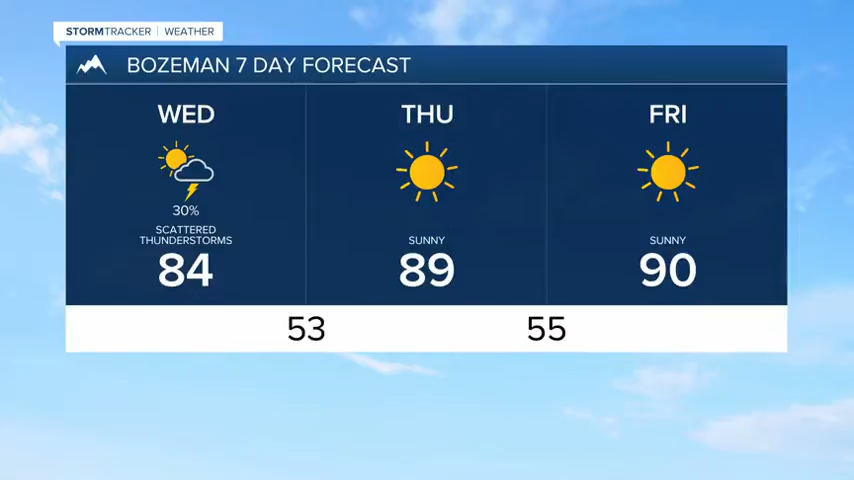 STORMTRACKER | WEATHER
BOZEMAN 7 DAY FORECAST
WED THU FRI
30%
SCATTERED
THUNDERSTORMS SUNNY SUNNY
84 89 90
53 55